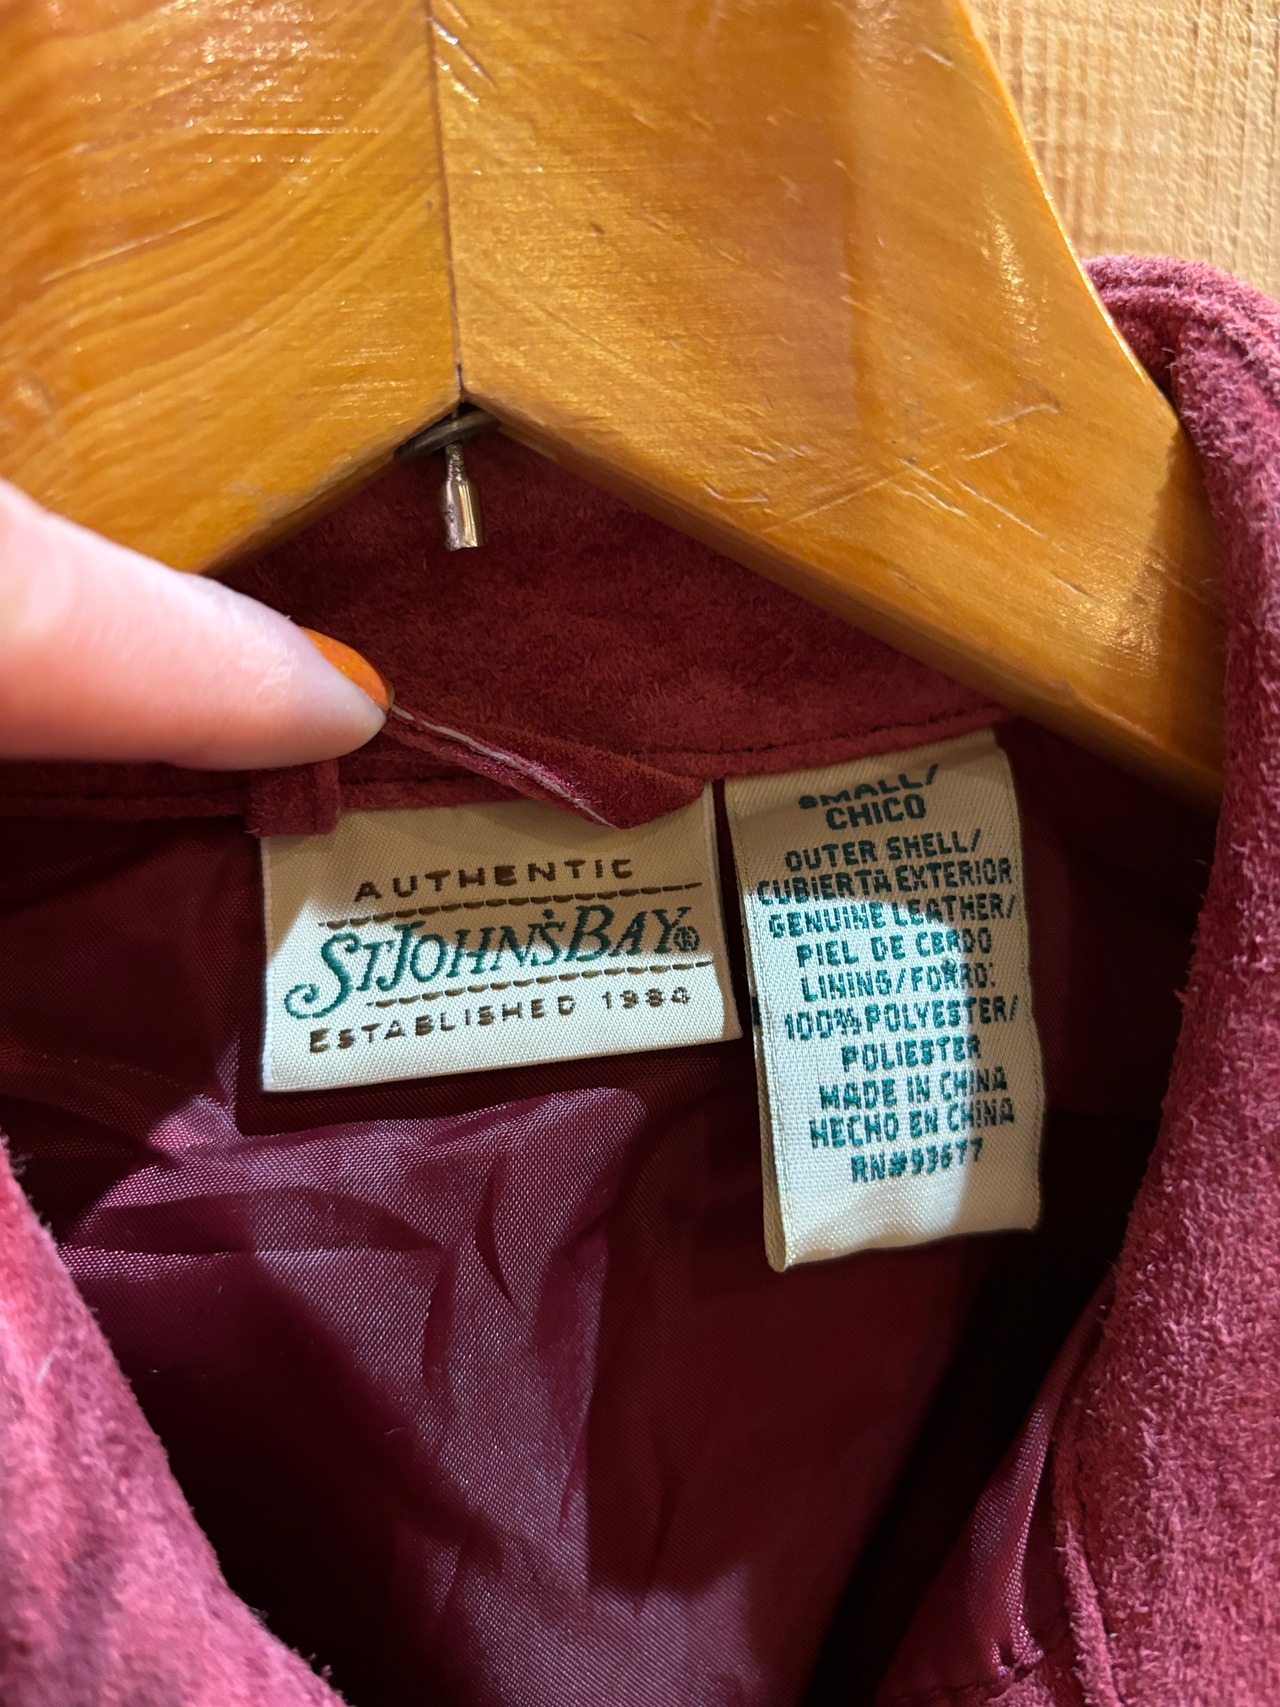 AUTHENTIC
ST. JOHN'S BAY®
ESTABLISHED 1984
SMALL/
CHICO
OUTER SHELL/
CUBIERTA EXTERIOR
GENUINE LEATHER/
PIEL DE CERDO
LINING/FORRO:
100% POLYESTER/
POLIESTER
MADE IN CHINA
HECHO EN CHINA
RN#93677